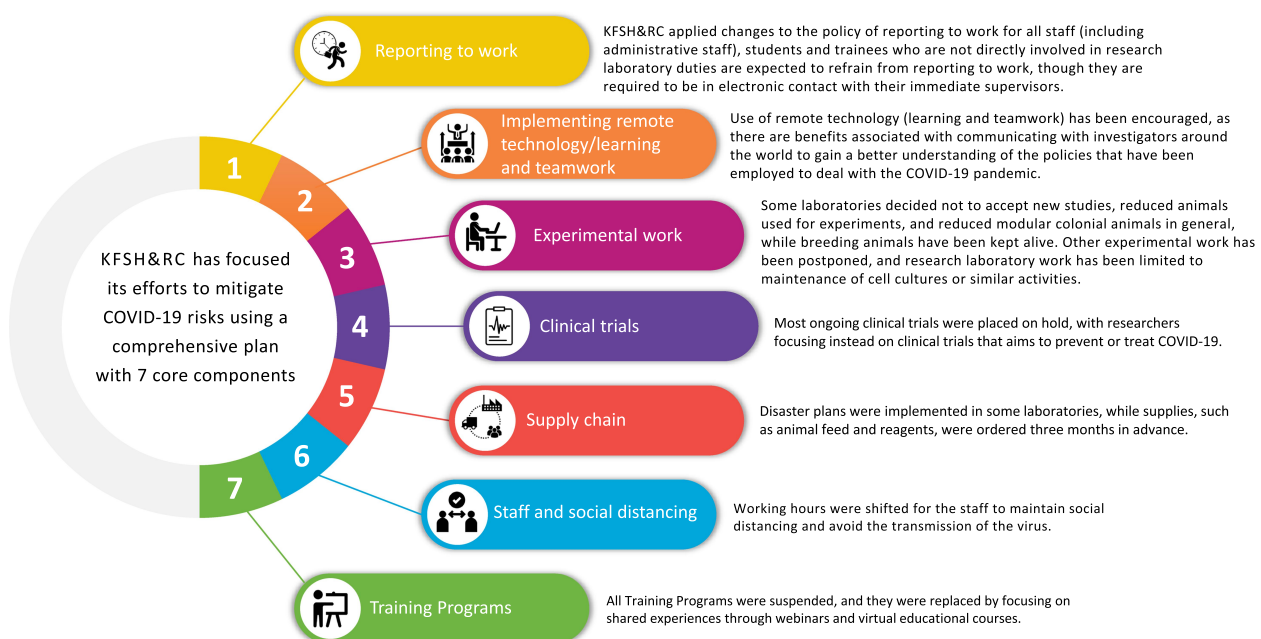 KFSH&RC has focused
its efforts to mitigate
COVID-19 risks using a
comprehensive plan
with 7 core components
1
Reporting to work
KFSH&RC applied changes to the policy of reporting to work for all staff (including
administrative staff), students and trainees who are not directly involved in research
laboratory duties are expected to refrain from reporting to work, though they are
required to be in electronic contact with their immediate supervisors.
2
Implementing remote
technology/learning
and teamwork
Use of remote technology (learning and teamwork) has been encouraged, as
there are benefits associated with communicating with investigators around
the world to gain a better understanding of the policies that have been
employed to deal with the COVID-19 pandemic.
3
Experimental work
Some laboratories decided not to accept new studies, reduced animals
used for experiments, and reduced modular colonial animals in general,
while breeding animals have been kept alive. Other experimental work has
been postponed, and research laboratory work has been limited to
maintenance of cell cultures or similar activities.
4
Clinical trials
Most ongoing clinical trials were placed on hold, with researchers
focusing instead on clinical trials that aims to prevent or treat COVID-19.
5
Supply chain
Disaster plans were implemented in some laboratories, while supplies, such
as animal feed and reagents, were ordered three months in advance.
6
Staff and social distancing
Working hours were shifted for the staff to maintain social
distancing and avoid the transmission of the virus.
7
Training Programs
All Training Programs were suspended, and they were replaced by focusing on
shared experiences through webinars and virtual educational courses.